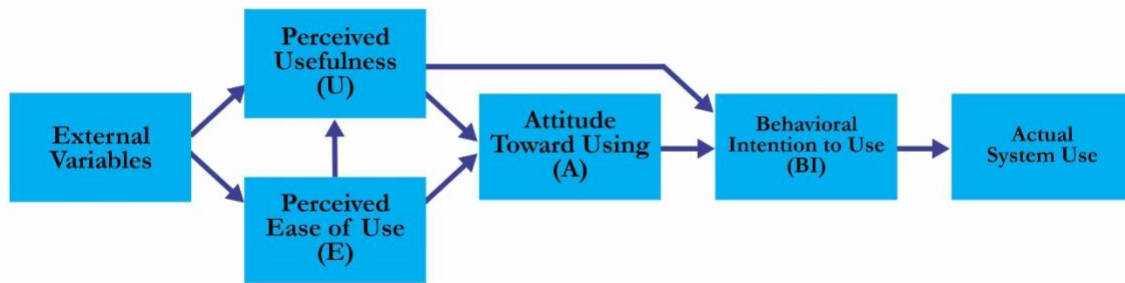 External
Variables
Perceived
Usefulness
(U)
Perceived
Ease of Use
(E)
Attitude
Toward Using
(A)
Behavioral
Intention to Use
(BI)
Actual
System Use